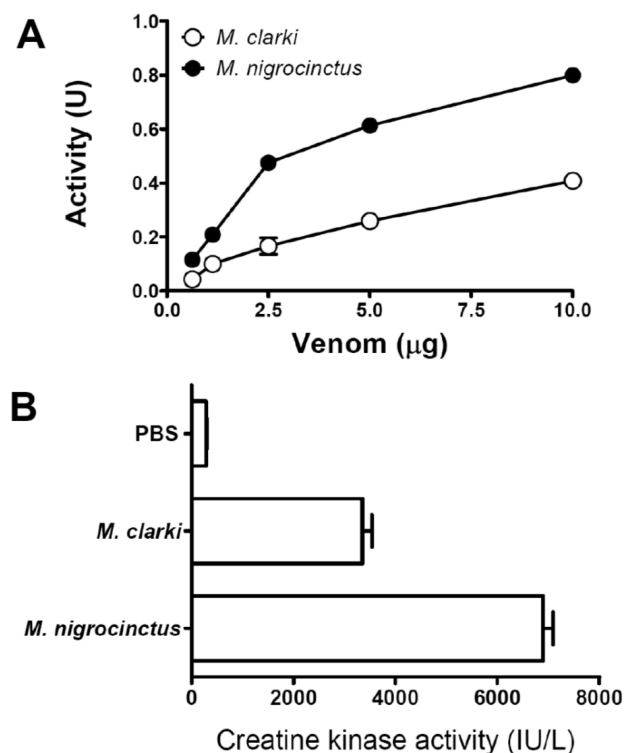 A
M. clarki
M. nigrocinctus
Activity (U)
1.0
0.8
0.6
0.4
0.2
0.0
0.0 2.5 5.0 7.5 10.0
Venom (μg)
B
PBS
M. clarki
M. nigrocinctus
0 2000 4000 6000 8000
Creatine kinase activity (IU/L)